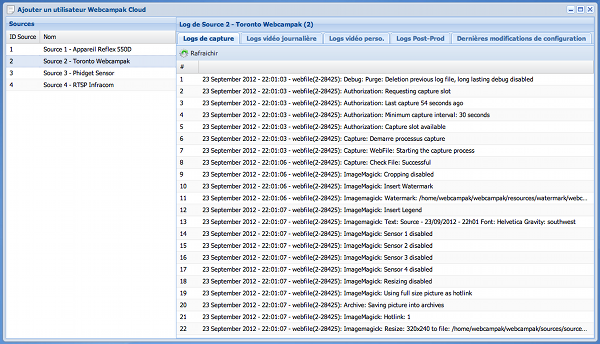 Ajouter un utilisateur Webcampak Cloud
Sources
ID Source Nom
1 Source 1 - Appareil Reflex 550D
2 Source 2 - Toronto Webcampak
3 Source 3 - Phidget Sensor
4 Source 4 - RTSP Infracom
Log de Source 2 - Toronto Webcampak (2)
Logs de capture Logs vidéo journalière Logs vidéo perso. Logs Post-Prod Dernières modifications de configuration
Rafraichir
#
1 23 September 2012 - 22:01:03 - webfile(2-28425): Debug: Purge: Deletion previous log file, long lasting debug disabled
2 23 September 2012 - 22:01:03 - webfile(2-28425): Authorization: Requesting capture slot
3 23 September 2012 - 22:01:03 - webfile(2-28425): Authorization: Last capture 54 seconds ago
4 23 September 2012 - 22:01:03 - webfile(2-28425): Authorization: Minimum capture interval: 30 seconds
5 23 September 2012 - 22:01:03 - webfile(2-28425): Authorization: Capture slot available
6 23 September 2012 - 22:01:03 - webfile(2-28425): Capture: Demarre processus capture
7 23 September 2012 - 22:01:03 - webfile(2-28425): Capture: WebFile: Starting the capture process
8 23 September 2012 - 22:01:06 - webfile(2-28425): Capture: Check File: Successful
9 23 September 2012 - 22:01:06 - webfile(2-28425): ImageMagick: Cropping disabled
10 23 September 2012 - 22:01:06 - webfile(2-28425): ImageMagick: Insert Watermark
11 23 September 2012 - 22:01:06 - webfile(2-28425): Imagemagick: Watermark: /home/webcampak/webcampak/resources/watermark/webc...
12 23 September 2012 - 22:01:07 - webfile(2-28425): ImageMagick: Insert Legend
13 23 September 2012 - 22:01:07 - webfile(2-28425): Imagemagick: Text: Source - 23/09/2012 - 22h01 Font: Helvetica Gravity: southwest
14 23 September 2012 - 22:01:07 - webfile(2-28425): ImageMagick: Sensor 1 disabled
15 23 September 2012 - 22:01:07 - webfile(2-28425): ImageMagick: Sensor 2 disabled
16 23 September 2012 - 22:01:07 - webfile(2-28425): ImageMagick: Sensor 3 disabled
17 23 September 2012 - 22:01:07 - webfile(2-28425): ImageMagick: Sensor 4 disabled
18 23 September 2012 - 22:01:07 - webfile(2-28425): ImageMagick: Resizing disabled
19 23 September 2012 - 22:01:07 - webfile(2-28425): ImageMagick: Using full size picture as hotlink
20 23 September 2012 - 22:01:07 - webfile(2-28425): Archive: Saving picture into archives
21 23 September 2012 - 22:01:07 - webfile(2-28425): ImageMagick: Hotlink: 1
22 23 September 2012 - 22:01:07 - webfile(2-28425): Imagemagick: Resize: 320x240 to file: /home/webcampak/webcampak/sources/source...